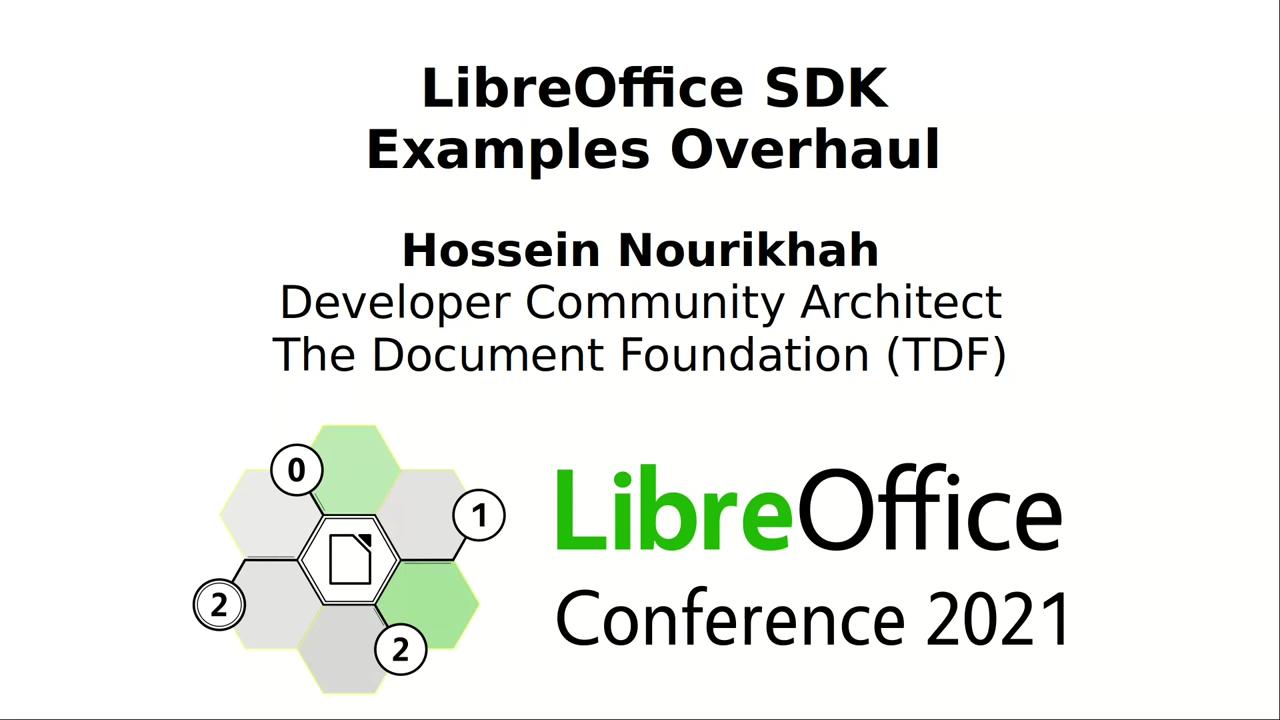 LibreOffice SDK
Examples Overhaul
Hossein Nourikhah
Developer Community Architect
The Document Foundation (TDF)
0
1
2
2
LibreOffice
Conference 2021